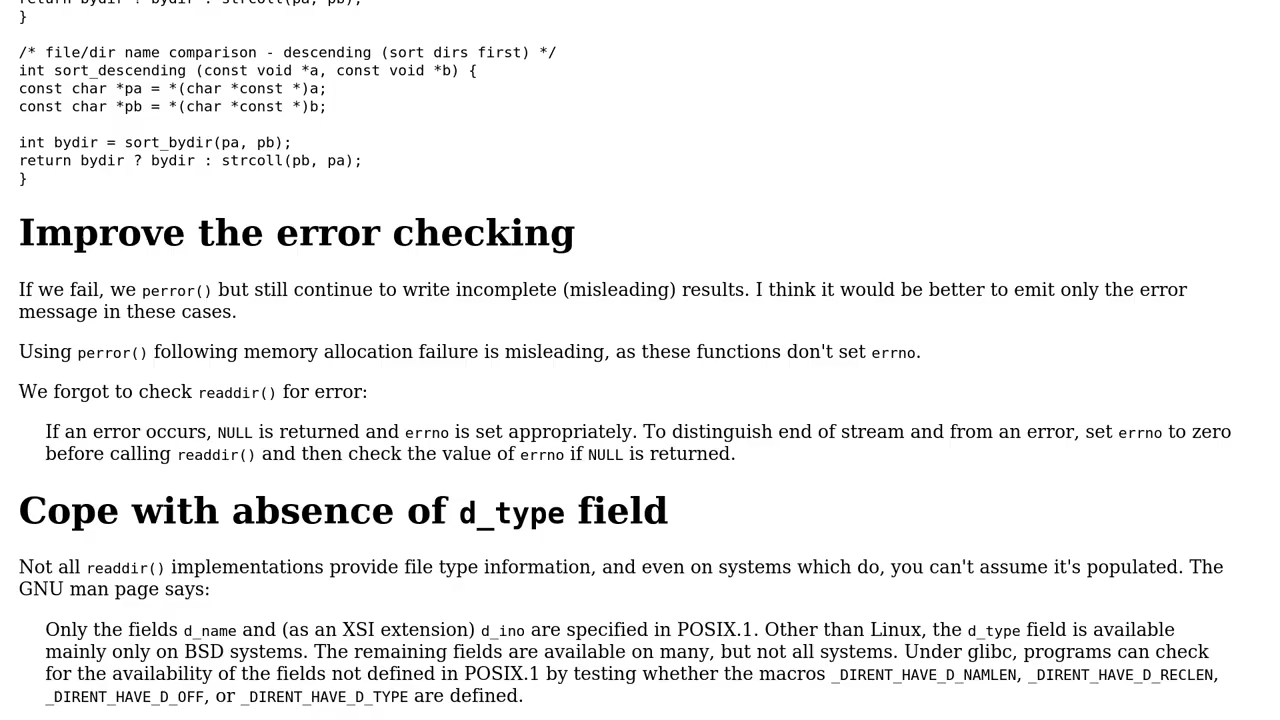 return bydir ? bydir : strcoll(pa, pb);
}
/* file/dir name comparison - descending (sort dirs first) */
int sort_descending (const void *a, const void *b) {
const char *pa = *(char *const *)a;
const char *pb = *(char *const *)b;
int bydir = sort_bydir(pa, pb);
return bydir ? bydir : strcoll(pb, pa);
}
Improve the error checking
If we fail, we perror() but still continue to write incomplete (misleading) results. I think it would be better to emit only the error
message in these cases.
Using perror() following memory allocation failure is misleading, as these functions don't set errno.
We forgot to check readdir() for error:
If an error occurs, NULL is returned and errno is set appropriately. To distinguish end of stream and from an error, set errno to zero
before calling readdir() and then check the value of errno if NULL is returned.
Cope with absence of d_type field
Not all readdir() implementations provide file type information, and even on systems which do, you can't assume it's populated. The
GNU man page says:
Only the fields d_name and (as an XSI extension) d_ino are specified in POSIX.1. Other than Linux, the d_type field is available
mainly only on BSD systems. The remaining fields are available on many, but not all systems. Under glibc, programs can check
for the availability of the fields not defined in POSIX.1 by testing whether the macros _DIRENT_HAVE_D_NAMLEN, _DIRENT_HAVE_D_RECLEN,
_DIRENT_HAVE_D_OFF, or _DIRENT_HAVE_D_TYPE are defined.